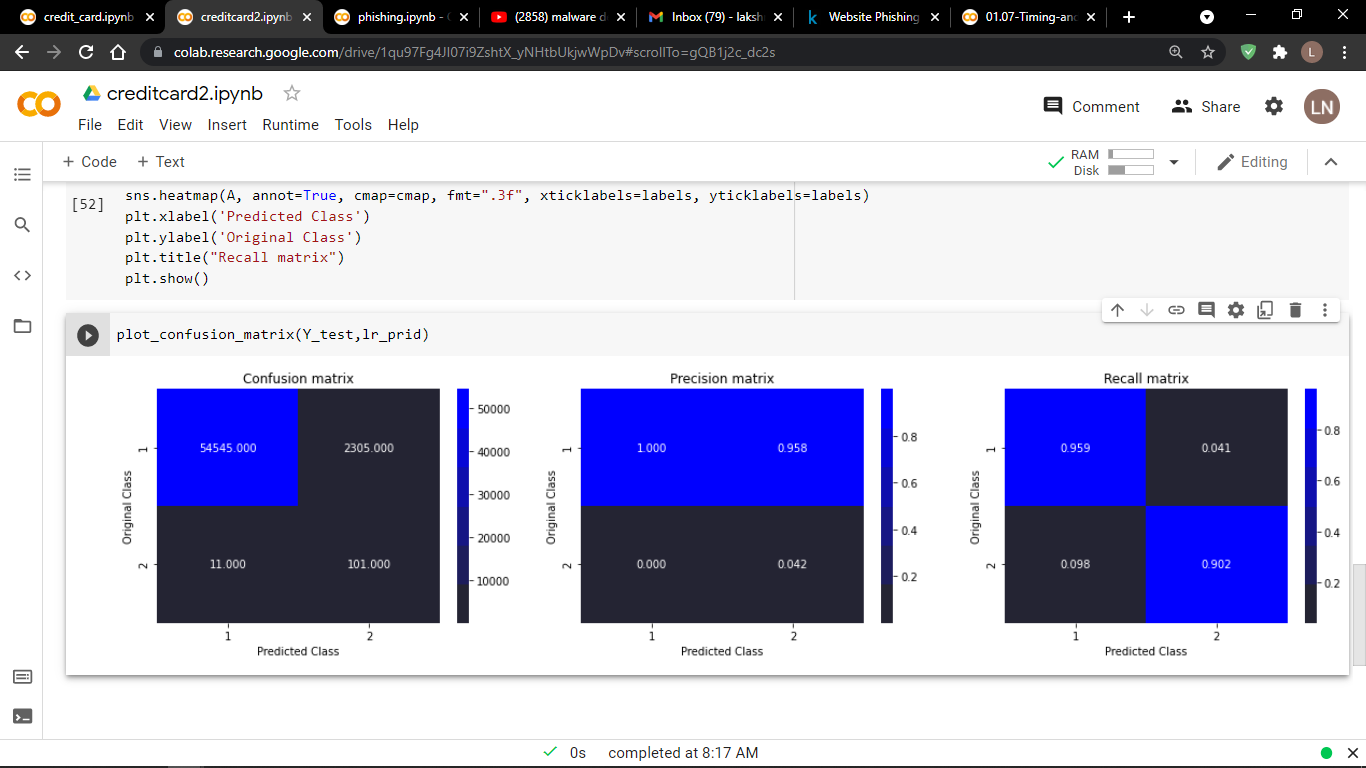 credit_card.ipynb
creditcard2.ipynb
phishing.ipynb -
(2858) malware d
Inbox (79) - laksh
Website Phishing
01.07-Timing-and
colab.research.google.com/drive/1qu97Fg4Jl07i9ZshtX_yNHtbUkjwWpDv#scrollTo=gQB1j2c_dc2s
L
creditcard2.ipynb
File Edit View Insert Runtime Tools Help
Comment
Share
LN
+ Code + Text
RAM
Disk
Editing
[52]
sns.heatmap(A, annot=True, cmap=cmap, fmt=".3f", xticklabels=labels, yticklabels=labels)
plt.xlabel('Predicted Class')
plt.ylabel('Original Class')
plt.title("Recall matrix")
plt.show()
plot_confusion_matrix(Y_test,lr_prid)
Confusion matrix
54545.000 2305.000
11.000 101.000
1
2
Original Class
1 2
Predicted Class
50000
40000
30000
20000
10000
Precision matrix
1.000 0.958
0.000 0.042
1
2
Original Class
1 2
Predicted Class
0.8
0.6
0.4
0.2
Recall matrix
0.959 0.041
0.098 0.902
1
2
Original Class
1 2
Predicted Class
0.8
0.6
0.4
0.2
0s completed at 8:17 AM